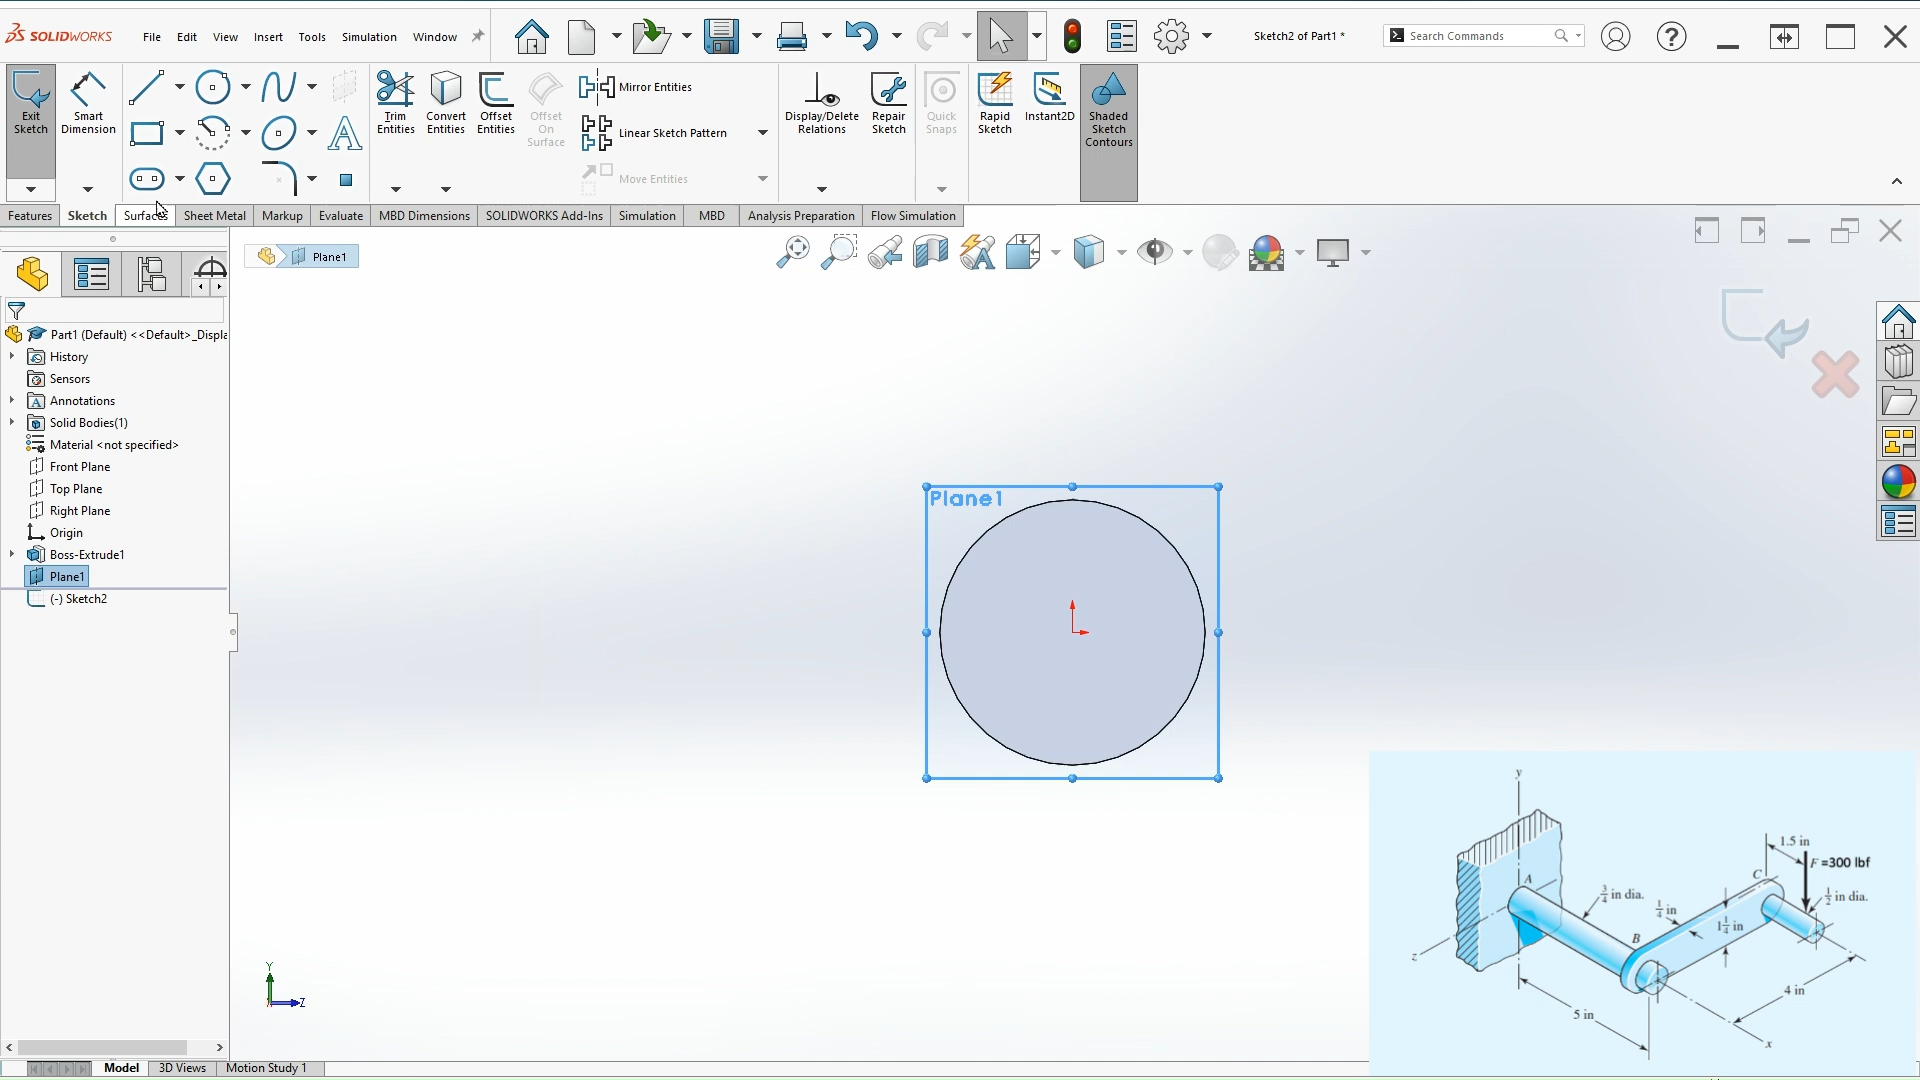 SOLIDWORKS
File Edit View Insert Tools Simulation Window
Sketch2 of Part1 *
Search Commands
Exit Sketch
Smart Dimension
Trim Entities
Convert Entities
Offset Entities
Offset On Surface
Mirror Entities
Linear Sketch Pattern
Move Entities
Display/Delete Relations
Repair Sketch
Quick Snaps
Rapid Sketch
Instant2D
Shaded Sketch Contours
Features Sketch Surfaces Sheet Metal Markup Evaluate MBD Dimensions SOLIDWORKS Add-Ins Simulation MBD Analysis Preparation Flow Simulation
Plane1
Part1 (Default) <<Default>_Displa
History
Sensors
Annotations
Solid Bodies(1)
Material <not specified>
Front Plane
Top Plane
Right Plane
Origin
Boss-Extrude1
Plane1
(-) Sketch2
Plane1
Y
Z
y
1.5 in
C
F =300 lbf
A
3/4 in dia.
1/4 in
1/2 in dia.
1 1/4 in
B
z
4 in
5 in
x
Model 3D Views Motion Study 1